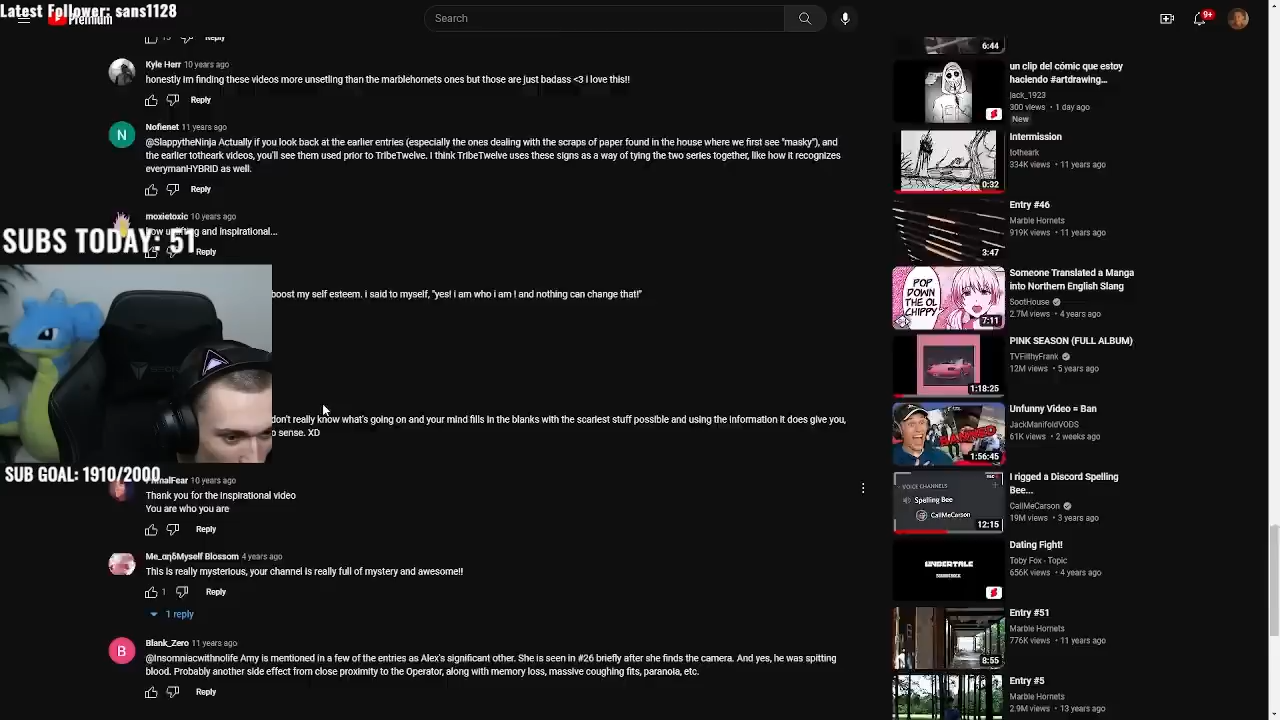 Latest Follower: sans1128
Premium
Search
9+
Reply
Kyle Herr 10 years ago
honestly im finding these videos more unsetling than the marblehornets ones but those are just badass <3 i love this!!
Reply
N
Nofienet 11 years ago
@SlappytheNinja Actually if you look back at the earlier entries (especially the ones dealing with the scraps of paper found in the house where we first see "masky"), and
the earlier totheark videos, you'll see them used prior to TribeTwelve. I think TribeTwelve uses these signs as a way of tying the two series together, like how it recognizes
everymanHYBRID as well.
Reply
moxietoxic 10 years ago
how uplifting and inspirational...
SUBS TODAY: 51
Reply
boost my self esteem. i said to myself, "yes! i am who i am ! and nothing can change that!"
don't really know what's going on and your mind fills in the blanks with the scariest stuff possible and using the information it does give you,
sense. XD
SUB GOAL: 1910/2000
10 years ago
Thank you for the inspirational video
You are who you are
Reply
Me_αηδMyself Blossom 4 years ago
This is really mysterious, your channel is really full of mystery and awesome!!
1 Reply
1 reply
B
Blank_Zero 11 years ago
@Insomniacwithnolife Amy is mentioned in a few of the entries as Alex's significant other. She is seen in #26 briefly after she finds the camera. And yes, he was spitting
blood. Probably another side effect from close proximity to the Operator, along with memory loss, massive coughing fits, paranoia, etc.
Reply
6:44
un clip del cómic que estoy
haciendo #artdrawing...
jack_1923
300 views • 1 day ago
New
Intermission
totheark
334K views • 11 years ago
0:32
Entry #46
Marble Hornets
919K views • 11 years ago
3:47
Someone Translated a Manga
into Northern English Slang
SootHouse
2.7M views • 4 years ago
POP
DOWN
THE OL
CHIPPY
7:11
PINK SEASON (FULL ALBUM)
TVFilthyFrank
12M views • 5 years ago
1:18:25
Unfunny Video = Ban
JackManifoldVODS
61K views • 2 weeks ago
BANNED
1:56:45
I rigged a Discord Spelling
Bee...
CallMeCarson
19M views • 3 years ago
VOICE CHANNELS
Spelling Bee
CallMeCarson
12:15
Dating Fight!
Toby Fox - Topic
656K views • 4 years ago
UNDERTALE
SOUNDTRACK
Entry #51
Marble Hornets
776K views • 11 years ago
8:55
Entry #5
Marble Hornets
2.9M views • 13 years ago